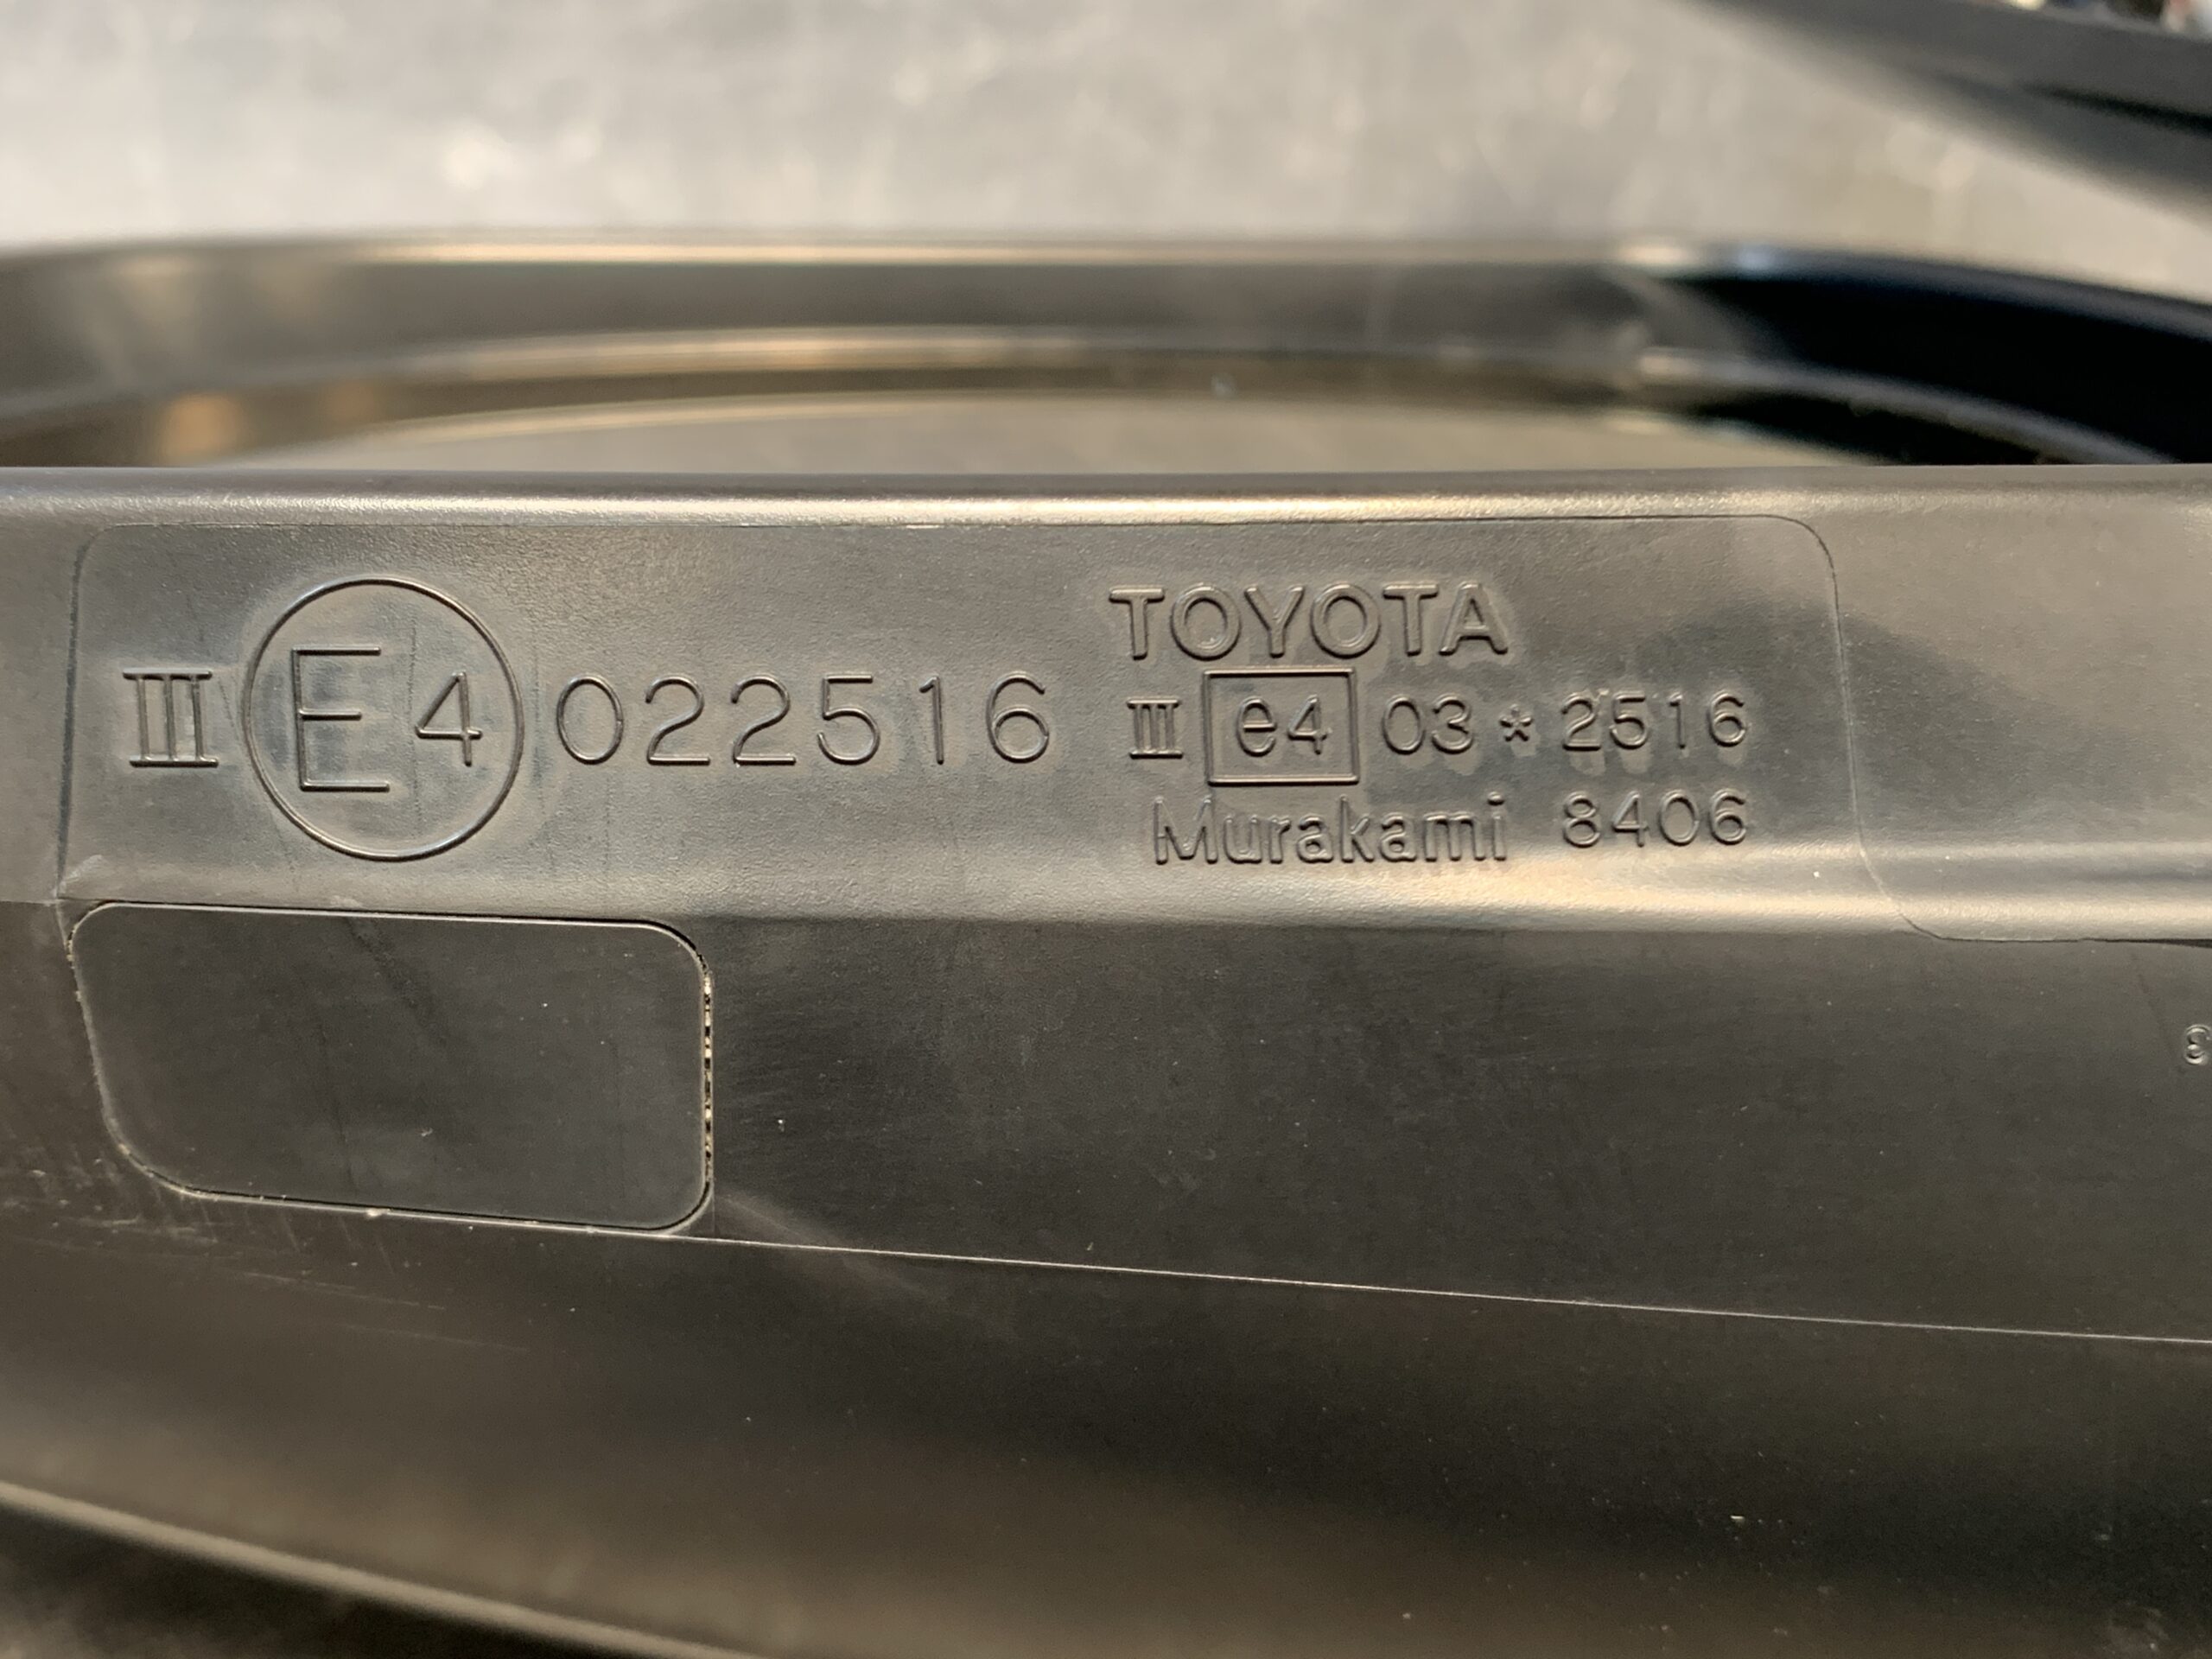 III E4 022516
TOYOTA
III e4 03*2516
Murakami 8406